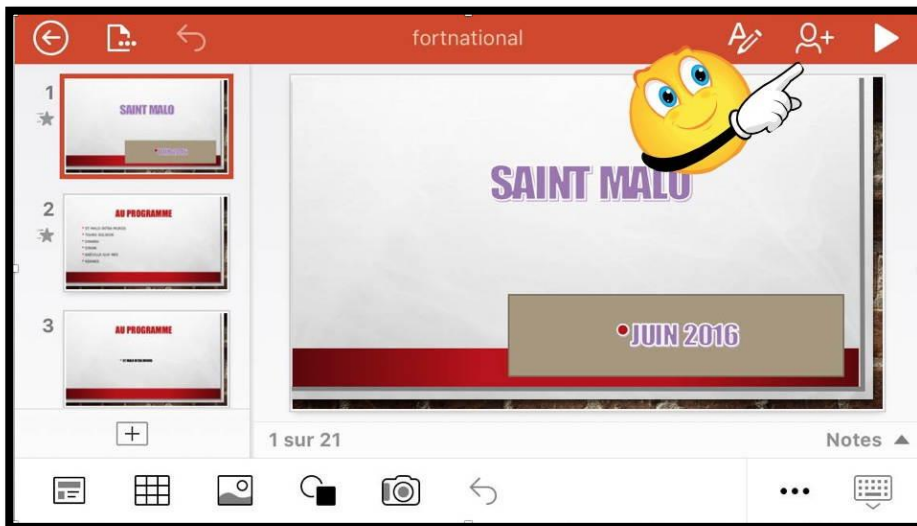 fortnational
1
SAINT MALO
2
AU PROGRAMME
3
AU PROGRAMME
SAINT MALO
•JUIN 2016
1 sur 21
Notes